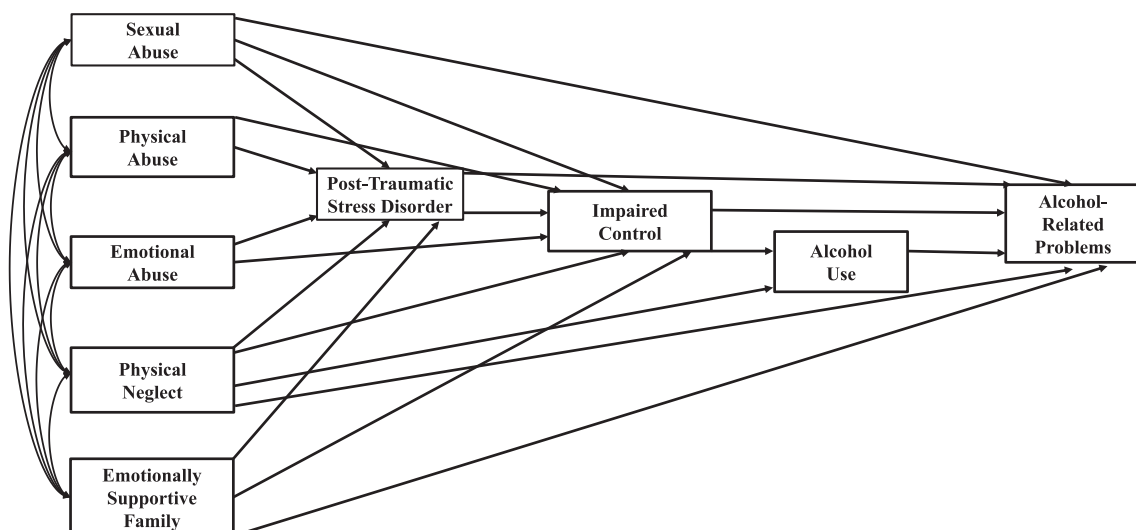 Sexual
Abuse
Physical
Abuse
Emotional
Abuse
Physical
Neglect
Emotionally
Supportive
Family
Post-Traumatic
Stress Disorder
Impaired
Control
Alcohol
Use
Alcohol-
Related
Problems